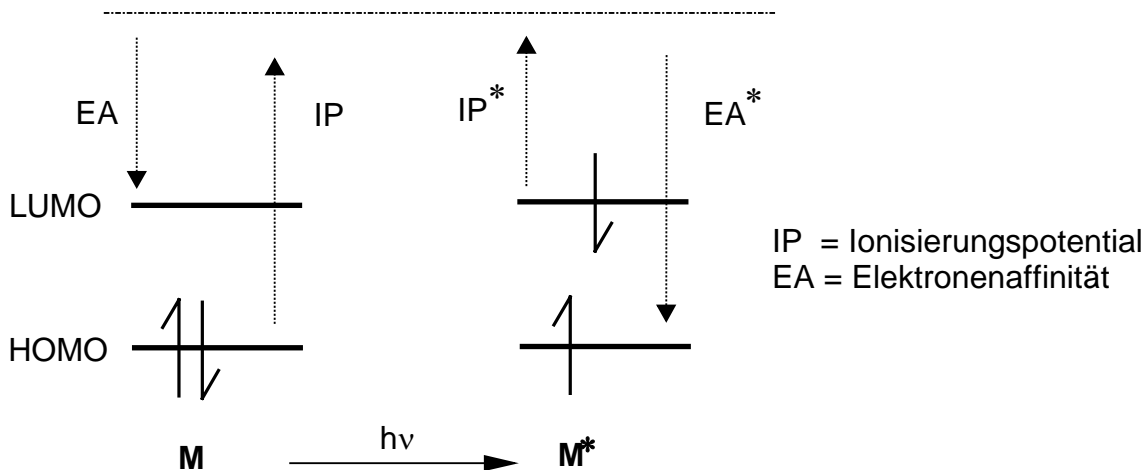 EA IP IP* EA*
LUMO
IP = Ionisierungspotential
EA = Elektronenaffinität
HOMO
M hν M*